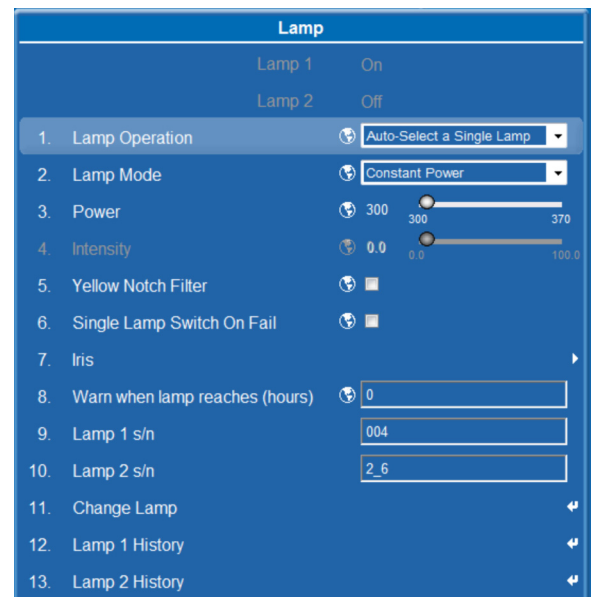 Lamp
Lamp 1 On
Lamp 2 Off
1. Lamp Operation Auto-Select a Single Lamp
2. Lamp Mode Constant Power
3. Power 300 300 370
4. Intensity 0.0 0.0 100.0
5. Yellow Notch Filter
6. Single Lamp Switch On Fail
7. Iris
8. Warn when lamp reaches (hours) 0
9. Lamp 1 s/n 004
10. Lamp 2 s/n 2_6
11. Change Lamp
12. Lamp 1 History
13. Lamp 2 History